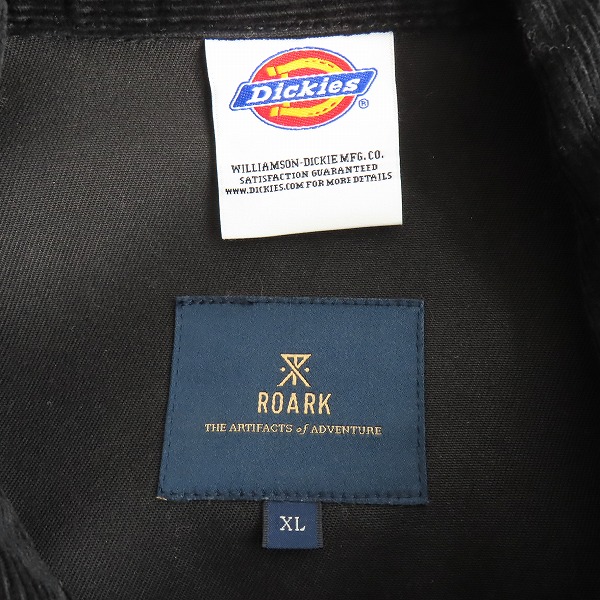 Dickies
®
WILLIAMSON-DICKIE MFG. CO.
SATISFACTION GUARANTEED
WWW.DICKIES.COM FOR MORE DETAILS
ROARK
THE ARTIFACTS of ADVENTURE
XL